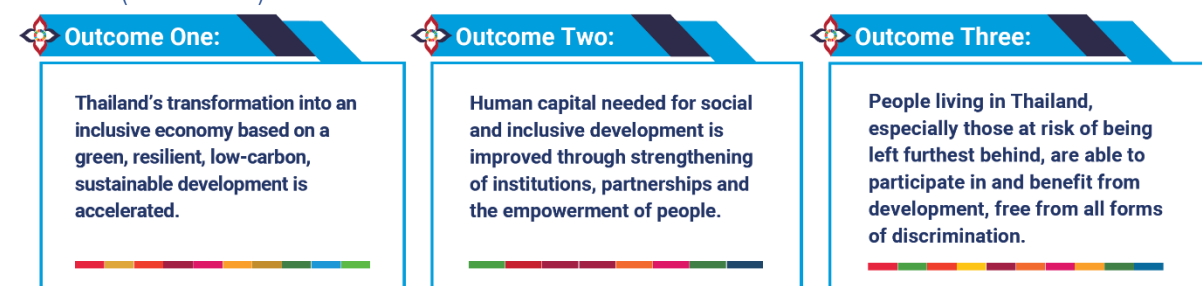 Outcome One:
Thailand's transformation into an
inclusive economy based on a
green, resilient, low-carbon,
sustainable development is
accelerated.
Outcome Two:
Human capital needed for social
and inclusive development is
improved through strengthening
of institutions, partnerships and
the empowerment of people.
Outcome Three:
People living in Thailand,
especially those at risk of being
left furthest behind, are able to
participate in and benefit from
development, free from all forms
of discrimination.